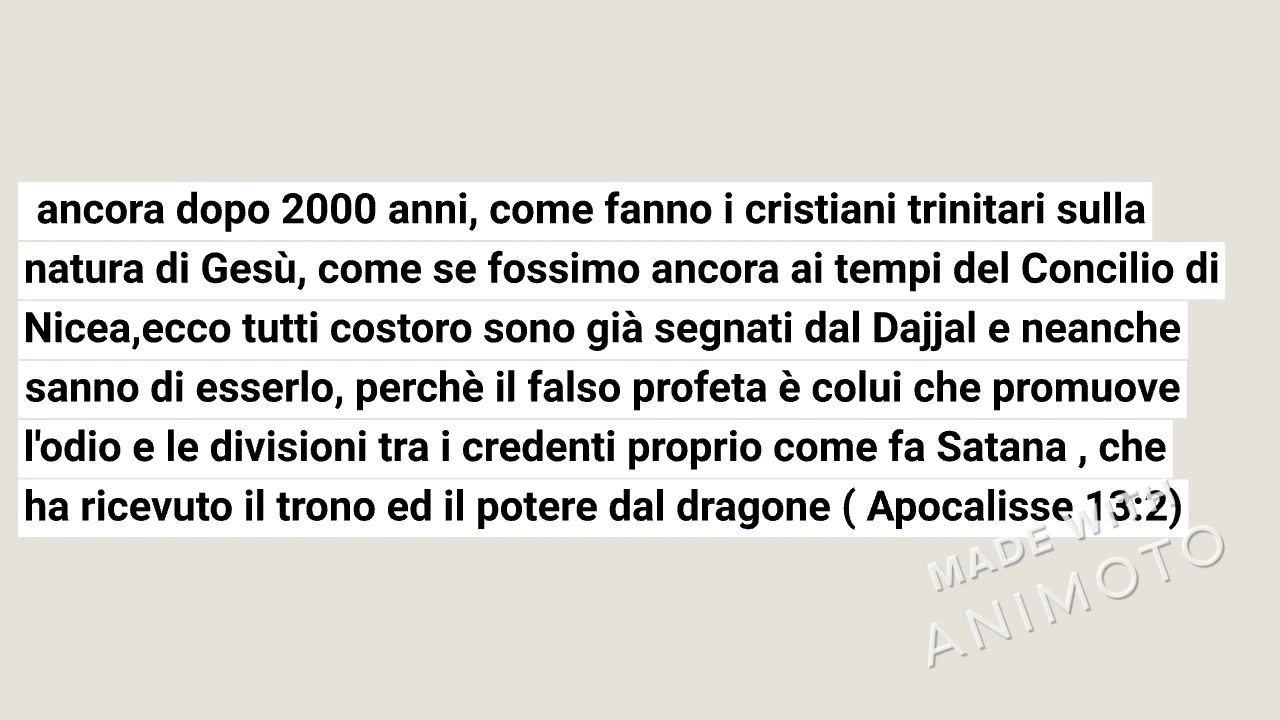 ancora dopo 2000 anni, come fanno i cristiani trinitari sulla
natura di Gesù, come se fossimo ancora ai tempi del Concilio di
Nicea,ecco tutti costoro sono già segnati dal Dajjal e neanche
sanno di esserlo, perchè il falso profeta è colui che promuove
l'odio e le divisioni tra i credenti proprio come fa Satana , che
ha ricevuto il trono ed il potere dal dragone ( Apocalisse 13:2)
MADE WITH
ANIMOTO